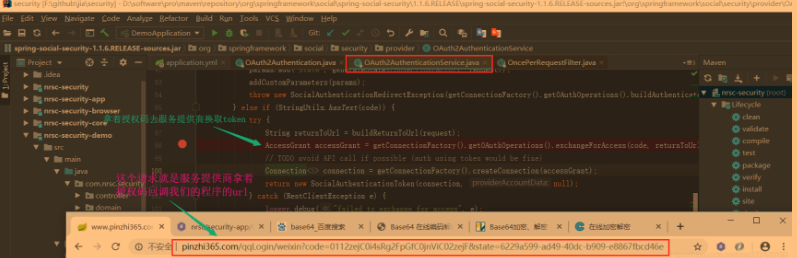 security [F:\github\jia\security] - D:\software\pro\maven\repository\org\springframework\social\spring-social-security\1.1.6.RELEASE\spring-social-security-1.1.6.RELEASE-sources.jar!\org\springframework\social\security\provider\
File Edit View Navigate Code Analyze Refactor Build Run Tools VCS Window Help
DemoApplication Git:
spring-social-security-1.1.6.RELEASE-sources.jar org springframework social security provider OAuth2AuthenticationService
Project application.yml OAuth2Authentication.java OAuth2AuthenticationService.java OncePerRequestFilter.java Maven
1: Project
.idea
nrsc-security
nrsc-security-app
nrsc-security-browser
nrsc-security-core
nrsc-security-demo
src
main
java
com.nrsc.security
controller
domain
addCustomParameters(params);
throw new SocialAuthenticationRedirect(getConnectionFactory().getOAuthOperations().buildAuthentic
} else if (StringUtils.hasText(code)) {
try {
拿着授权码去服务提供商换取token
String returnToUrl = buildReturnToUrl(request);
AccessGrant accessGrant = getConnectionFactory().getOAuthOperations().exchangeForAccess(code, returnToUrl
// TODO avoid API call if possible (auth using token would be fine)
Connection<> connection = getConnectionFactory().createConnection(accessGrant);
return new SocialAuthenticationToken(connection, providerAccountData: null);
} catch (RestClientException e) {
logger.debug("failed to exchange for access", e);
这个请求就是服务提供商拿着
授权码回调我们的程序的url
nrsc-security (root)
Lifecycle
clean
validate
compile
test
package
verify
install
site
www.pinzhi365.com/qqLog nrsc-security-app base64_百度搜索 Base64 在线编码解 Base64加密、解密 在线加密解密
不安全 pinzhi365.com/qqLogin/weixin?code=0112zejC0i4sRg2FpGfC0jnViC02zejF&state=6229a599-ad49-40dc-b909-e8867fbcd46e